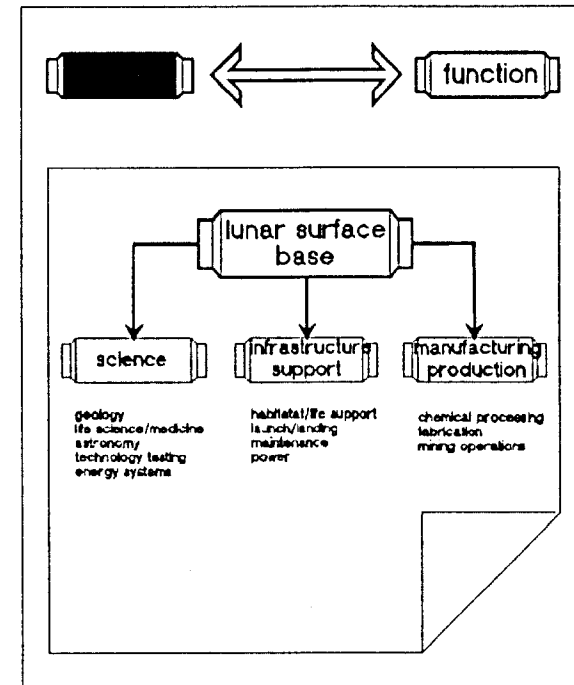 function
lunar surface
base
science
infrastructure
support
manufacturing
production
geology
life science/medicine
astronomy
technology testing
energy systems
habitatat/life support
launch/landing
maintenance
power
chemical processing
fabrication
mining operations